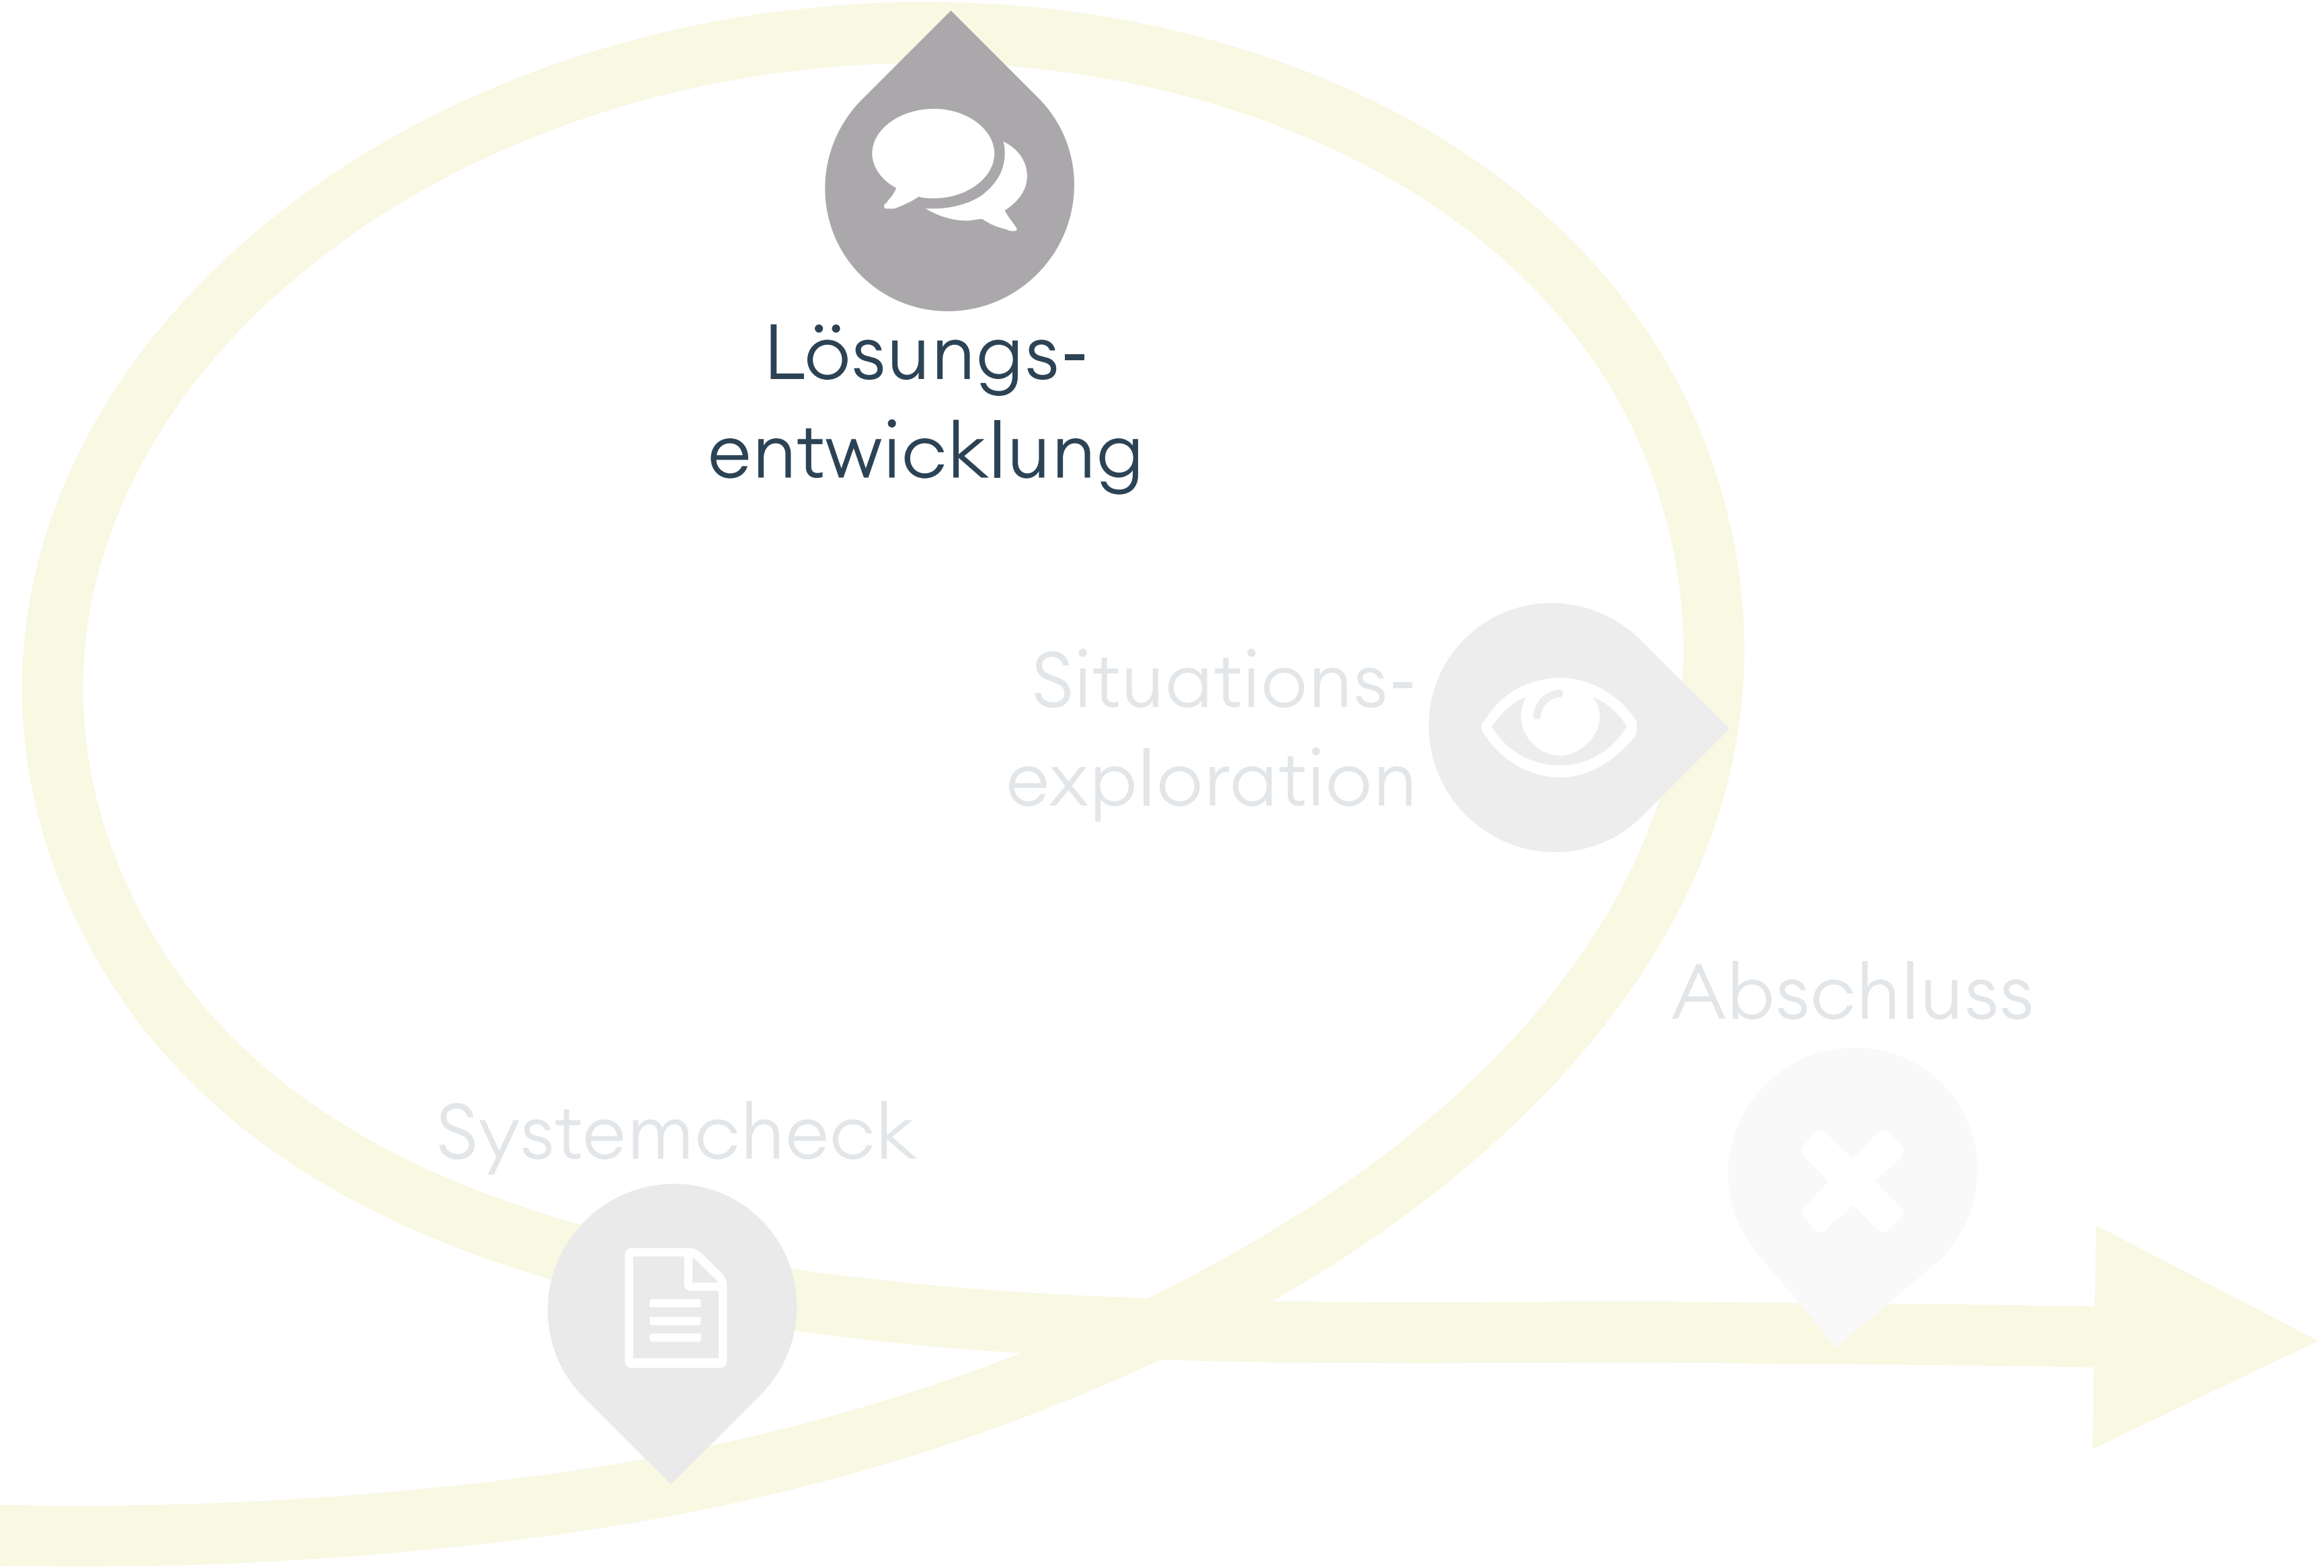 Lösungs-
entwicklung
Situations-
exploration
Abschluss
Systemcheck